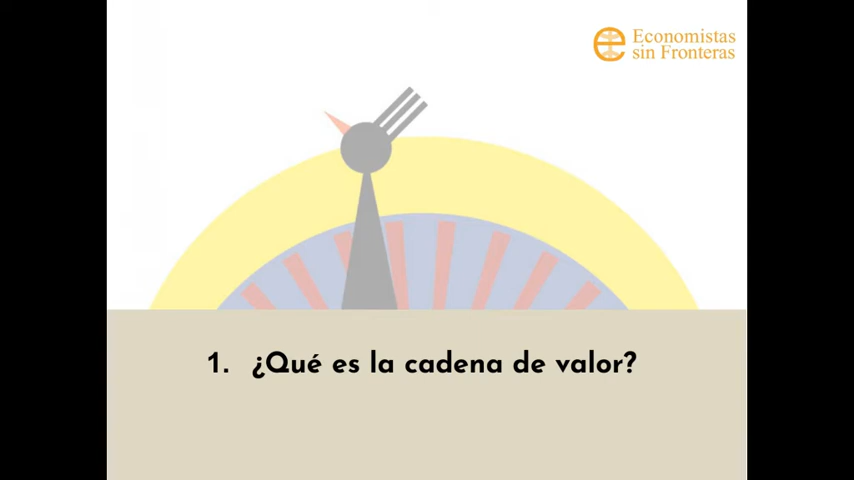 Economistas
sin Fronteras
1. ¿Qué es la cadena de valor?